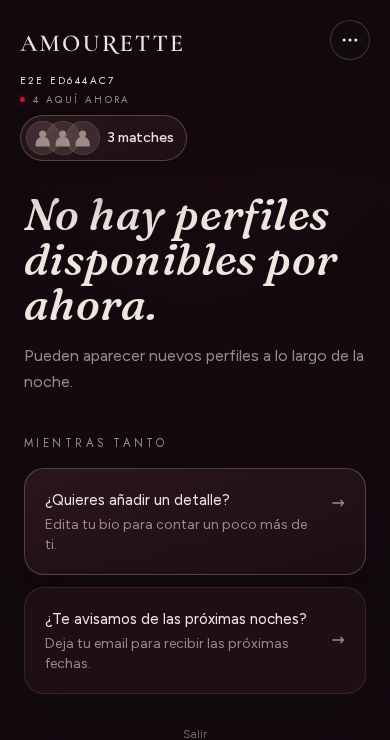 AMOURETTE
E2E ED644AC7
4 AQUÍ AHORA
3 matches
No hay perfiles
disponibles por
ahora.
Pueden aparecer nuevos perfiles a lo largo de la
noche.
MIENTRAS TANTO
¿Quieres añadir un detalle?
→
Edita tu bio para contar un poco más de
ti.
¿Te avisamos de las próximas noches?
Deja tu email para recibir las próximas
→
fechas.
Salir